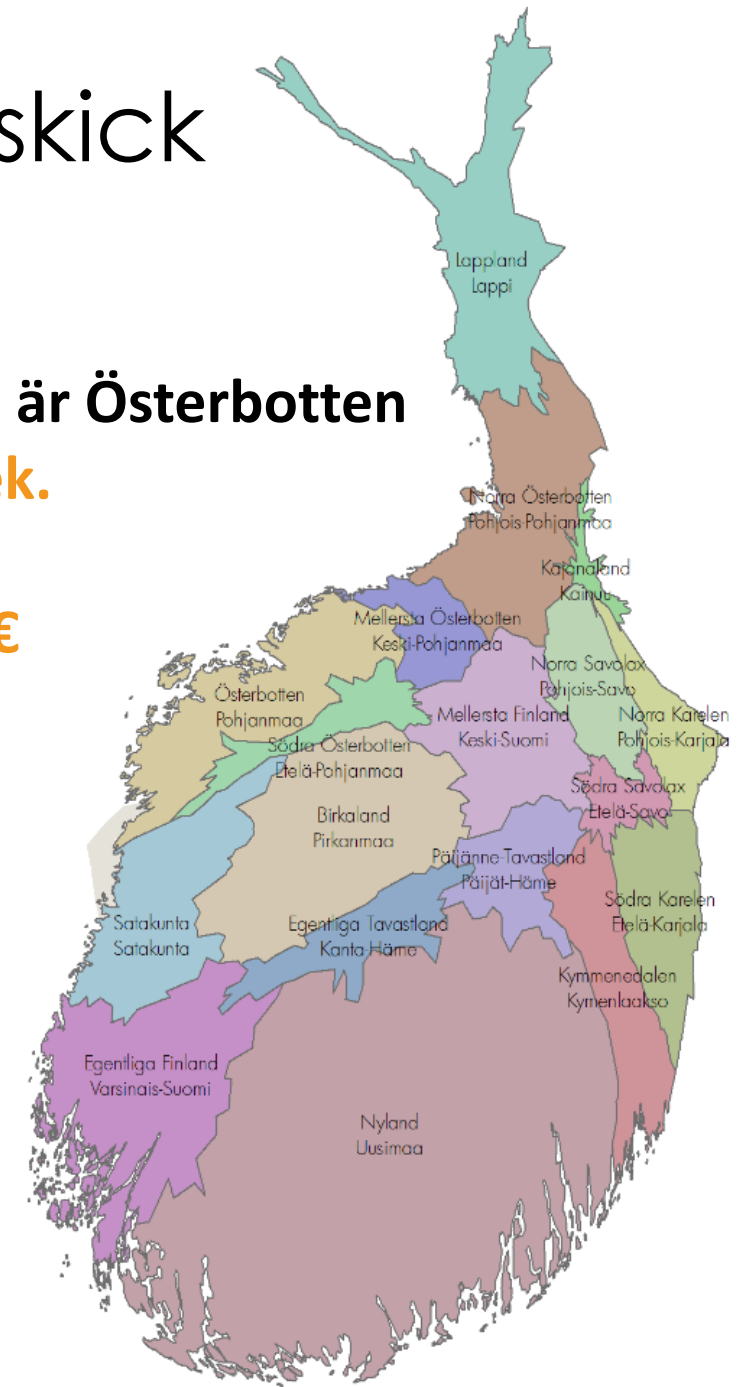 skick
är Österbotten
ek.
€
Lappland
Lappi
Norra Österbotten
Pohjois-Pohjanmaa
Kajanaland
Kainuu
Mellersta Österbotten
Keski-Pohjanmaa
Norra Savolax
Pohjois-Savo
Österbotten
Pohjanmaa
Mellersta Finland
Keski-Suomi
Norra Karelen
Pohjois-Karjala
Södra Österbotten
Etelä-Pohjanmaa
Södra Savolax
Etelä-Savo
Birkaland
Pirkanmaa
Päijänne-Tavastland
Päijät-Häme
Södra Karelen
Etelä-Karjala
Satakunta
Satakunta
Egentliga Tavastland
Kanta-Häme
Kymmenedalen
Kymenlaakso
Egentliga Finland
Varsinais-Suomi
Nyland
Uusimaa